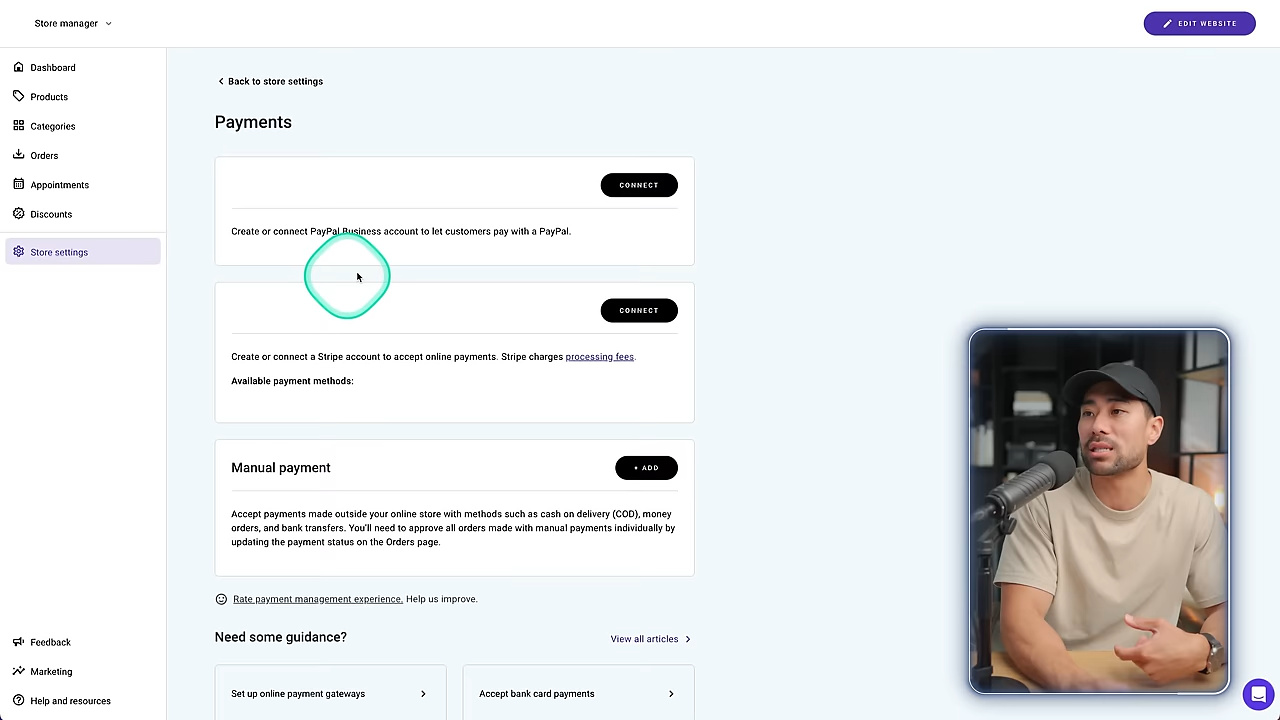 Store manager
EDIT WEBSITE
Dashboard
Products
Categories
Orders
Appointments
Discounts
Store settings
Feedback
Marketing
Help and resources
Back to store settings
Payments
CONNECT
Create or connect PayPal Business account to let customers pay with a PayPal.
CONNECT
Create or connect a Stripe account to accept online payments. Stripe charges processing fees.
Available payment methods:
Manual payment
+ ADD
Accept payments made outside your online store with methods such as cash on delivery (COD), money
orders, and bank transfers. You'll need to approve all orders made with manual payments individually by
updating the payment status on the Orders page.
Rate payment management experience. Help us improve.
Need some guidance?
View all articles
Set up online payment gateways
Accept bank card payments